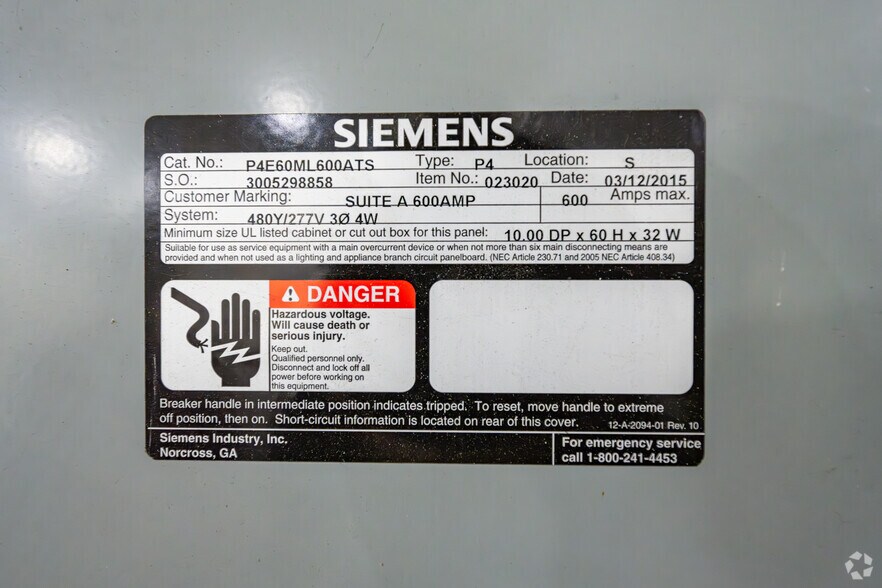 SIEMENS
Cat. No.: P4E60ML600ATS Type: P4 Location: S
S.O.: 3005298858 Item No.: 023020 Date: 03/12/2015
Customer Marking: SUITE A 600AMP 600 Amps max.
System: 480Y/277V 3Ø 4W
Minimum size UL listed cabinet or cut out box for this panel: 10.00 DP x 60 H x 32 W
Suitable for use as service equipment with a main overcurrent device or when not more than six main disconnecting means are
provided and when not used as a lighting and appliance branch circuit panelboard. (NEC Article 230.71 and 2005 NEC Article 408.34)
DANGER
Hazardous voltage.
Will cause death or
serious injury.
Keep out.
Qualified personnel only.
Disconnect and lock off all
power before working on
this equipment.
Breaker handle in intermediate position indicates tripped. To reset, move handle to extreme
off position, then on. Short-circuit information is located on rear of this cover. 12-A-2094-01 Rev. 10
Siemens Industry, Inc.
Norcross, GA
For emergency service
call 1-800-241-4453